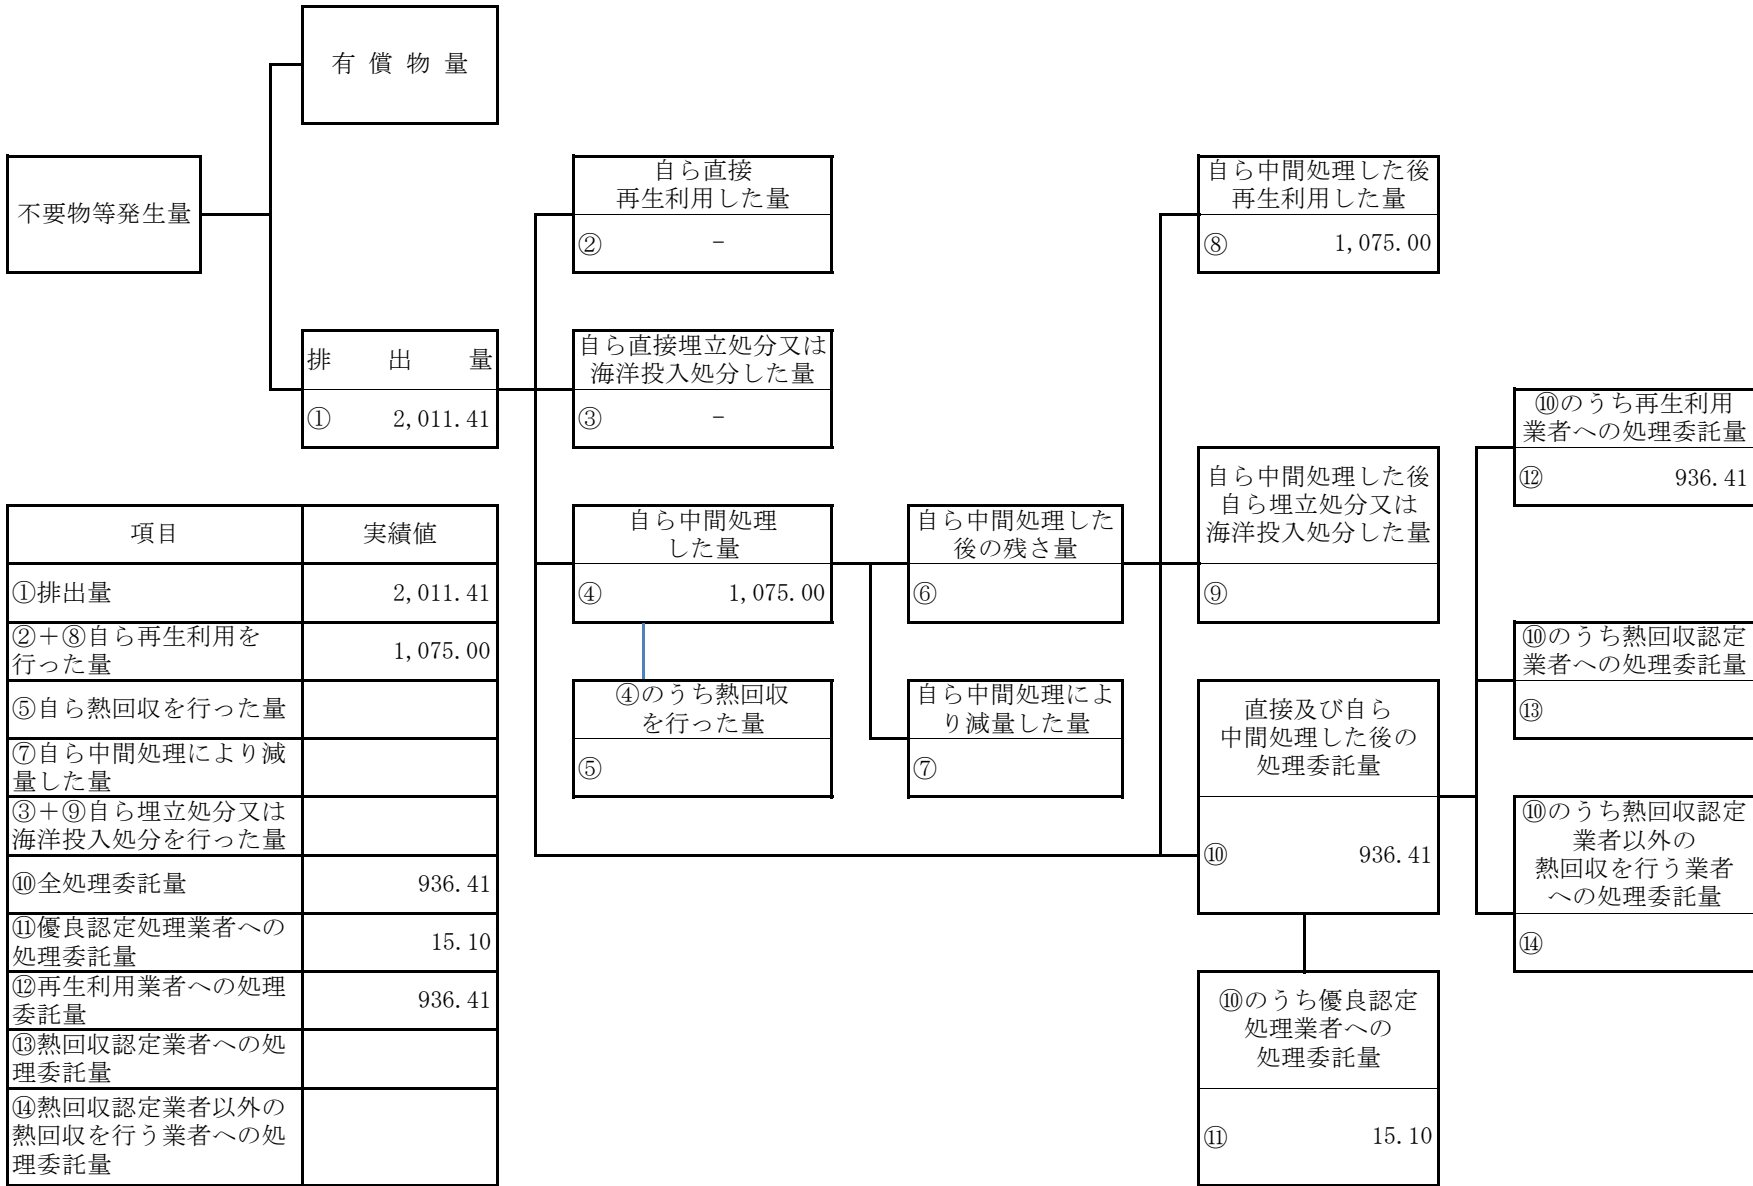 有償物量
不要物等発生量
自ら直接
再生利用した量
② －
自ら中間処理した後
再生利用した量
⑧ 1,075.00
排出量
① 2,011.41
自ら直接埋立処分又は
海洋投入処分した量
③ －
⑩のうち再生利用
業者への処理委託量
⑫ 936.41
自ら中間処理した後
自ら埋立処分又は
海洋投入処分した量
⑨
自ら中間処理
した量
④ 1,075.00
自ら中間処理した
後の残さ量
⑥
⑩のうち熱回収認定
業者への処理委託量
⑬
④のうち熱回収
を行った量
⑤
自ら中間処理によ
り減量した量
⑦
直接及び自ら
中間処理した後の
処理委託量
⑩ 936.41
⑩のうち熱回収認定
業者以外の
熱回収を行う業者
への処理委託量
⑭
⑩のうち優良認定
処理業者への
処理委託量
⑪ 15.10
項目 実績値
①排出量 2,011.41
②＋⑧自ら再生利用を
行った量 1,075.00
⑤自ら熱回収を行った量
⑦自ら中間処理により減
量した量
③＋⑨自ら埋立処分又は
海洋投入処分を行った量
⑩全処理委託量 936.41
⑪優良認定処理業者への
処理委託量 15.10
⑫再生利用業者への処理
委託量 936.41
⑬熱回収認定業者への処
理委託量
⑭熱回収認定業者以外の
熱回収を行う業者への処
理委託量